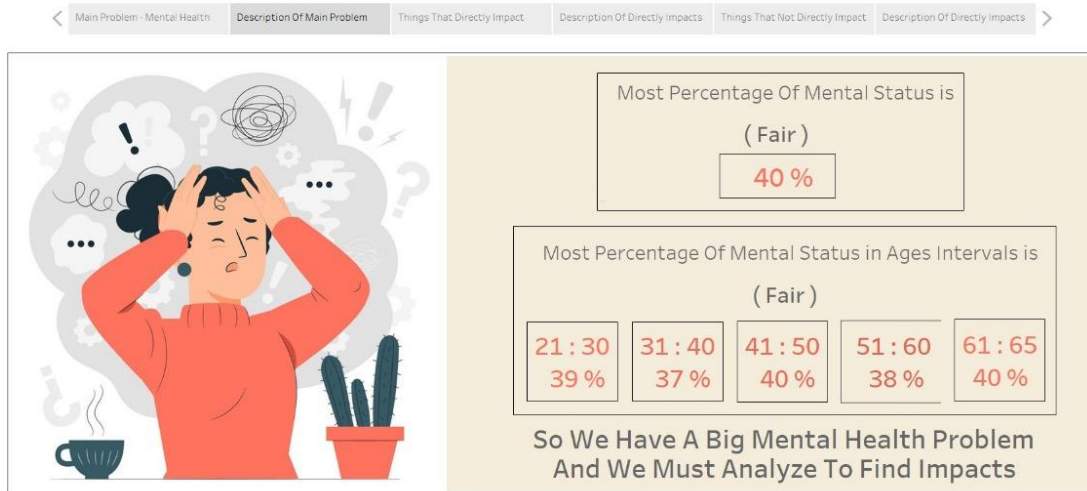 Main Problem - Mental Health
Description Of Main Problem
Things That Directly Impact
Description Of Directly Impacts
Things That Not Directly Impact
Description Of Directly Impacts
Most Percentage Of Mental Status is
( Fair )
40 %
Most Percentage Of Mental Status in Ages Intervals is
( Fair )
21 : 30
39 %
31 : 40
37 %
41 : 50
40 %
51 : 60
38 %
61 : 65
40 %
So We Have A Big Mental Health Problem
And We Must Analyze To Find Impacts